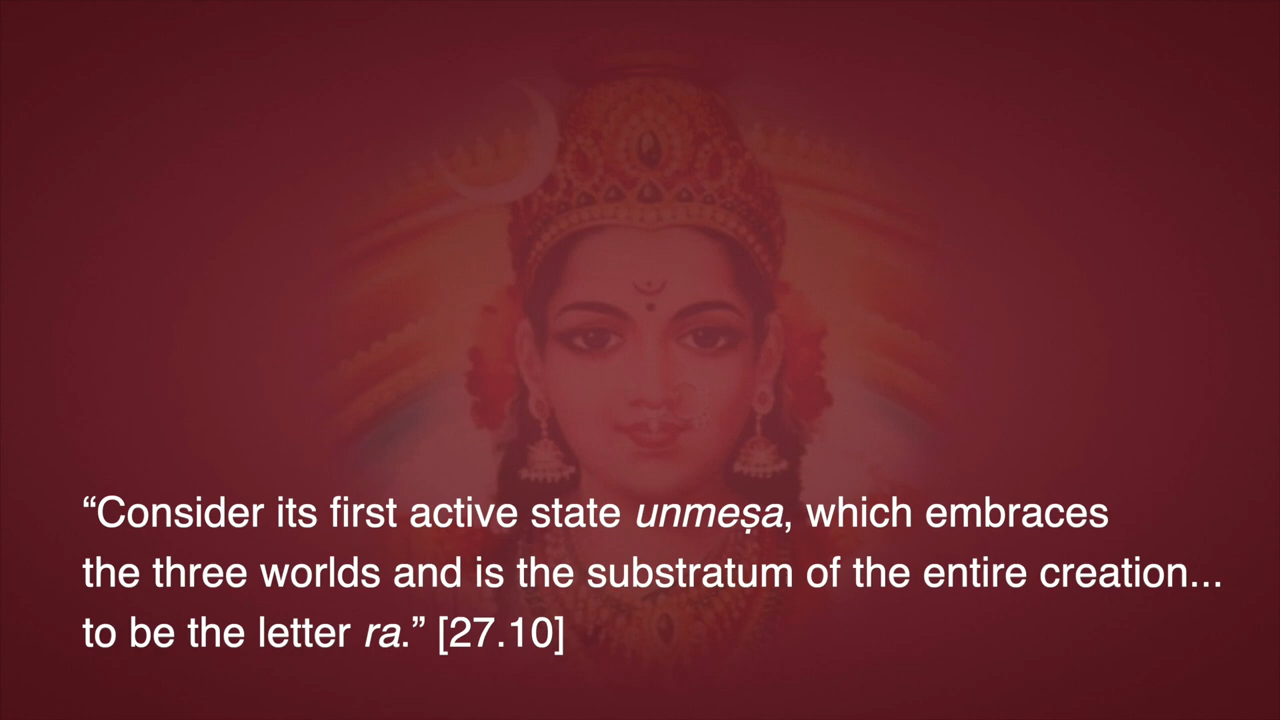 “Consider its first active state unmeṣa, which embraces
the three worlds and is the substratum of the entire creation...
to be the letter ra.” [27.10]